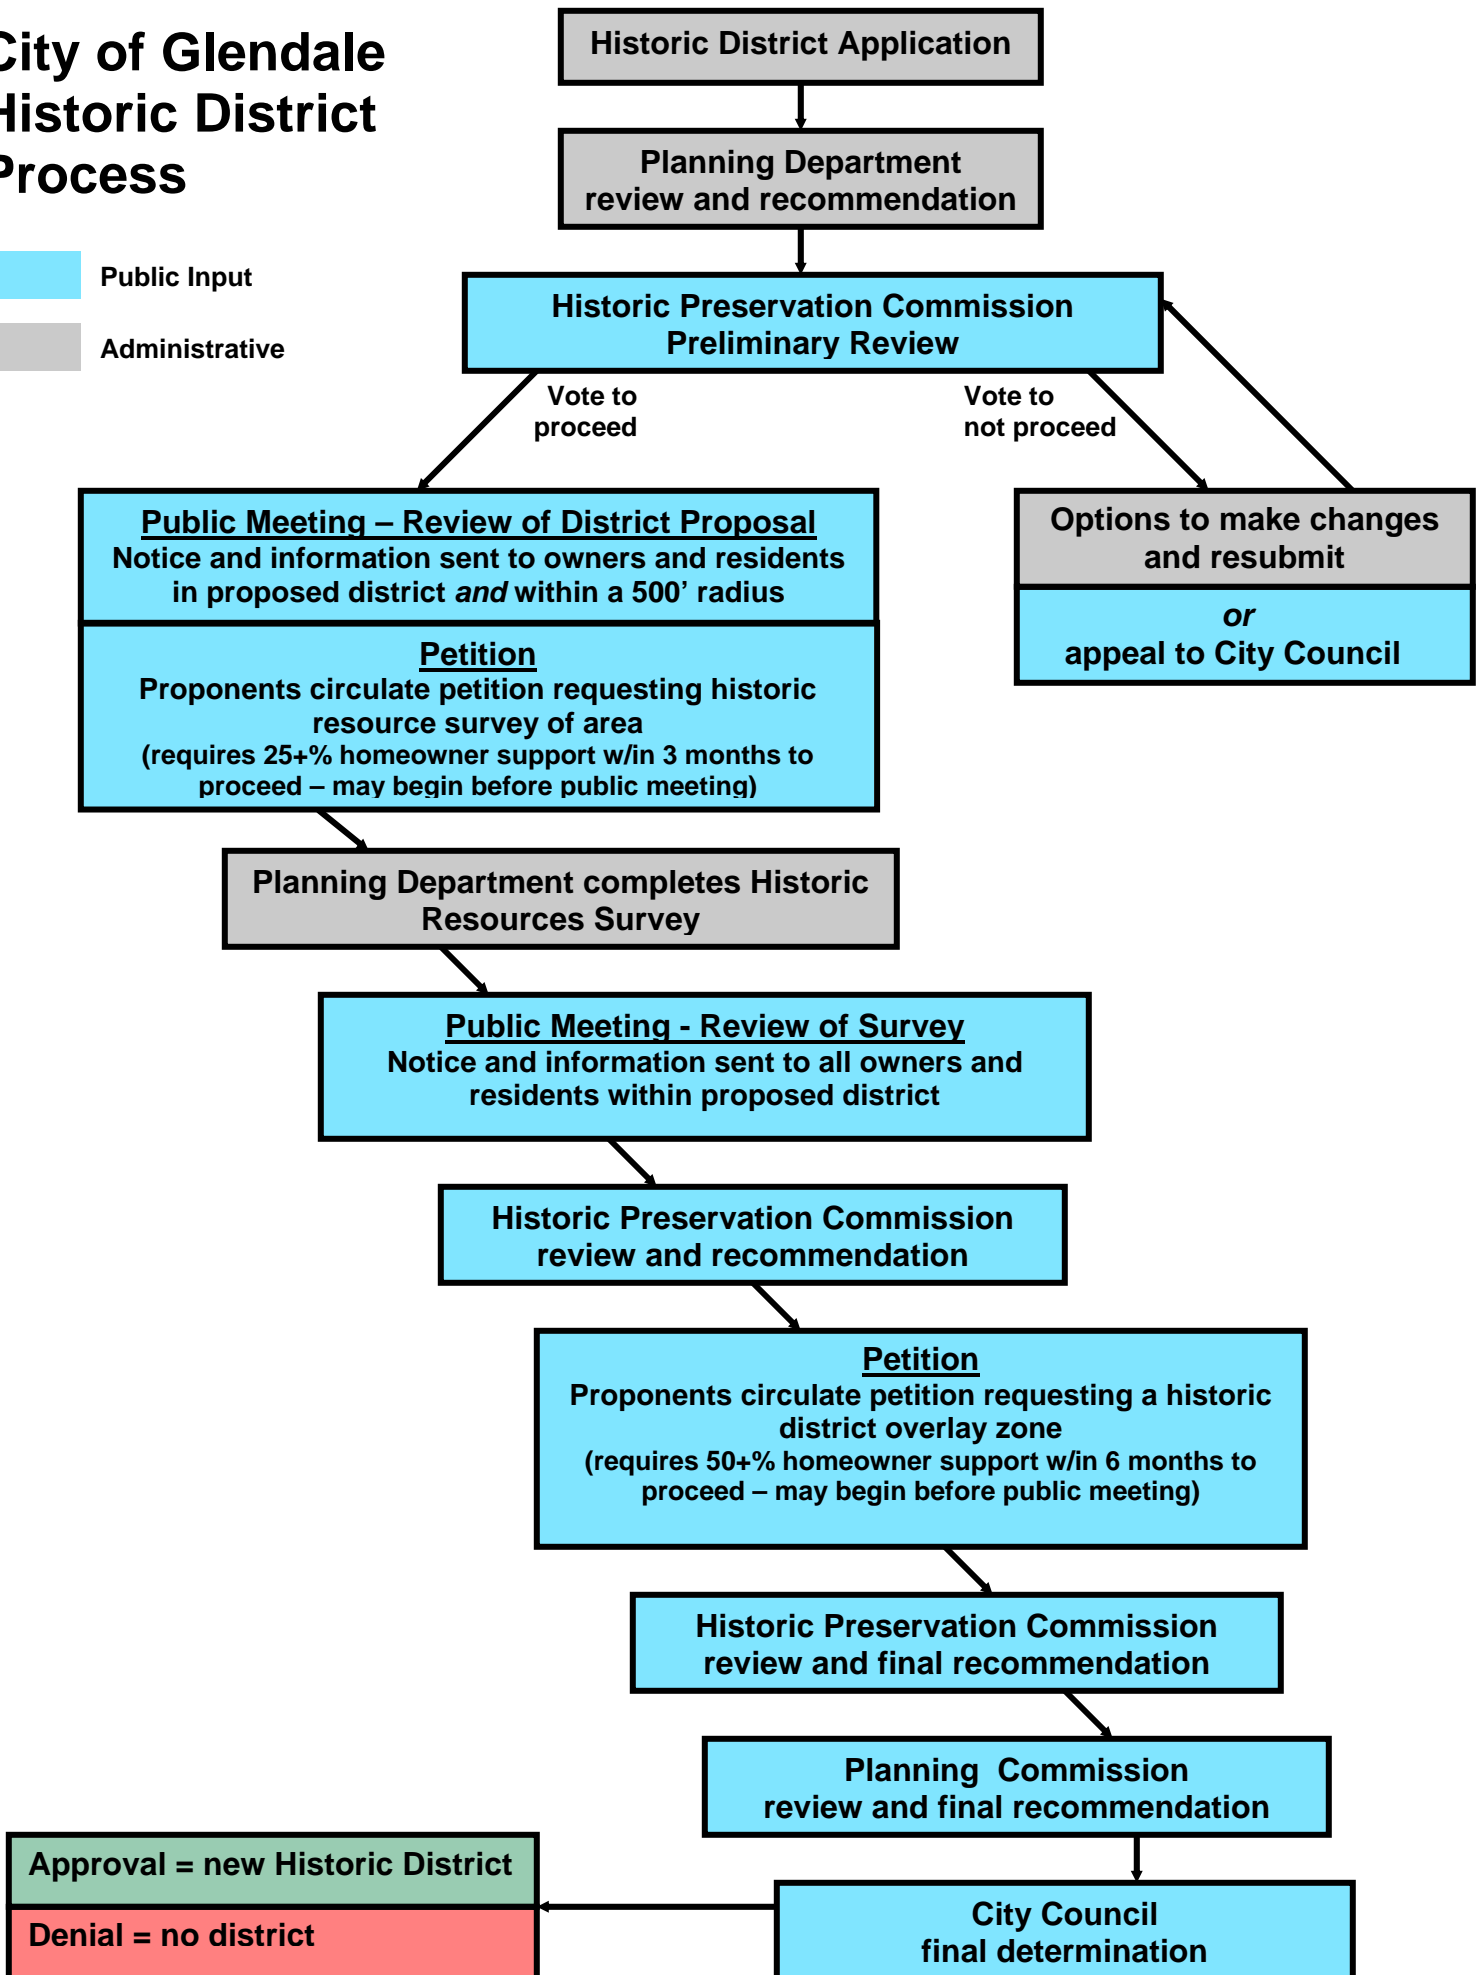 City of Glendale
Historic District
Process
Public Input
Administrative
Historic District Application
Planning Department
review and recommendation
Historic Preservation Commission
Preliminary Review
Vote to
proceed
Vote to
not proceed
Public Meeting – Review of District Proposal
Notice and information sent to owners and residents
in proposed district and within a 500’ radius
Petition
Proponents circulate petition requesting historic
resource survey of area
(requires 25+% homeowner support w/in 3 months to
proceed – may begin before public meeting)
Options to make changes
and resubmit
or
appeal to City Council
Planning Department completes Historic
Resources Survey
Public Meeting - Review of Survey
Notice and information sent to all owners and
residents within proposed district
Historic Preservation Commission
review and recommendation
Petition
Proponents circulate petition requesting a historic
district overlay zone
(requires 50+% homeowner support w/in 6 months to
proceed – may begin before public meeting)
Historic Preservation Commission
review and final recommendation
Planning Commission
review and final recommendation
City Council
final determination
Approval = new Historic District
Denial = no district